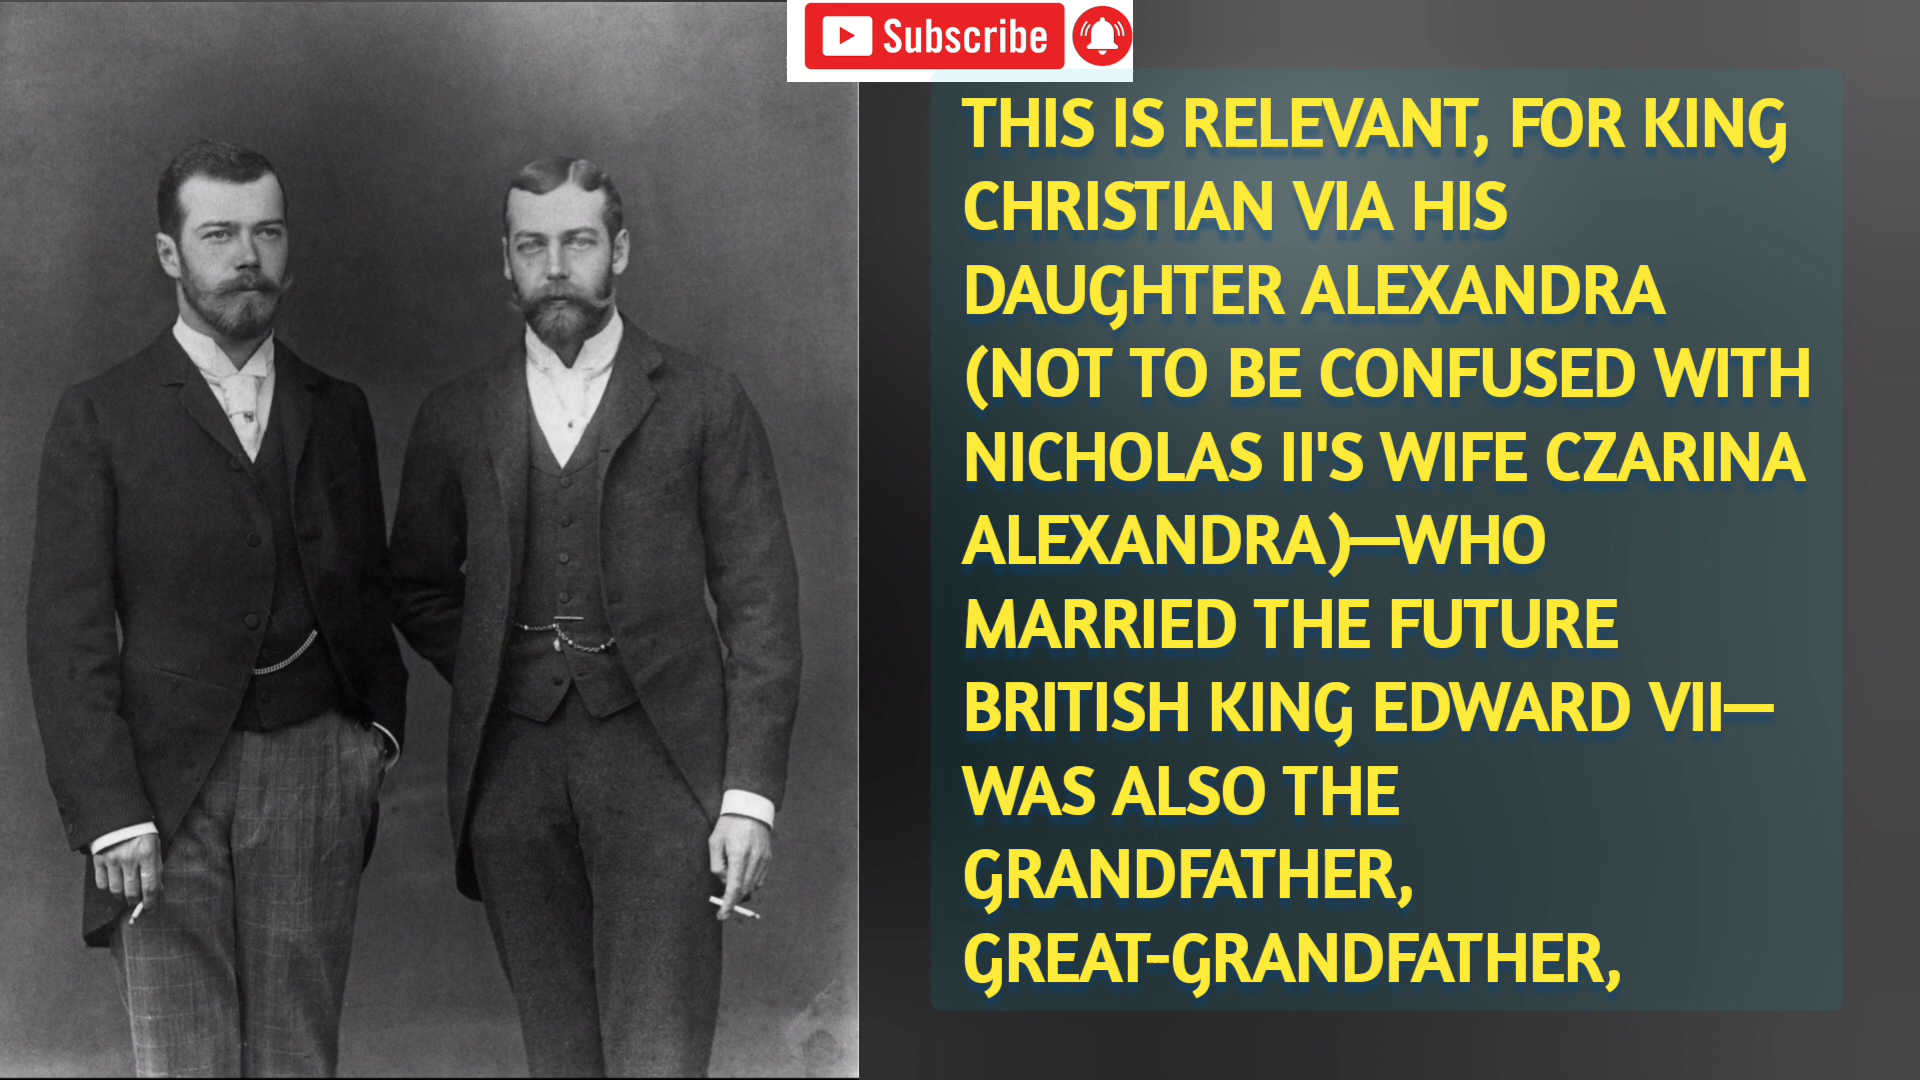 Subscribe
THIS IS RELEVANT, FOR KING
CHRISTIAN VIA HIS
DAUGHTER ALEXANDRA
(NOT TO BE CONFUSED WITH
NICHOLAS II'S WIFE CZARINA
ALEXANDRA)—WHO
MARRIED THE FUTURE
BRITISH KING EDWARD VII—
WAS ALSO THE
GRANDFATHER,
GREAT-GRANDFATHER,